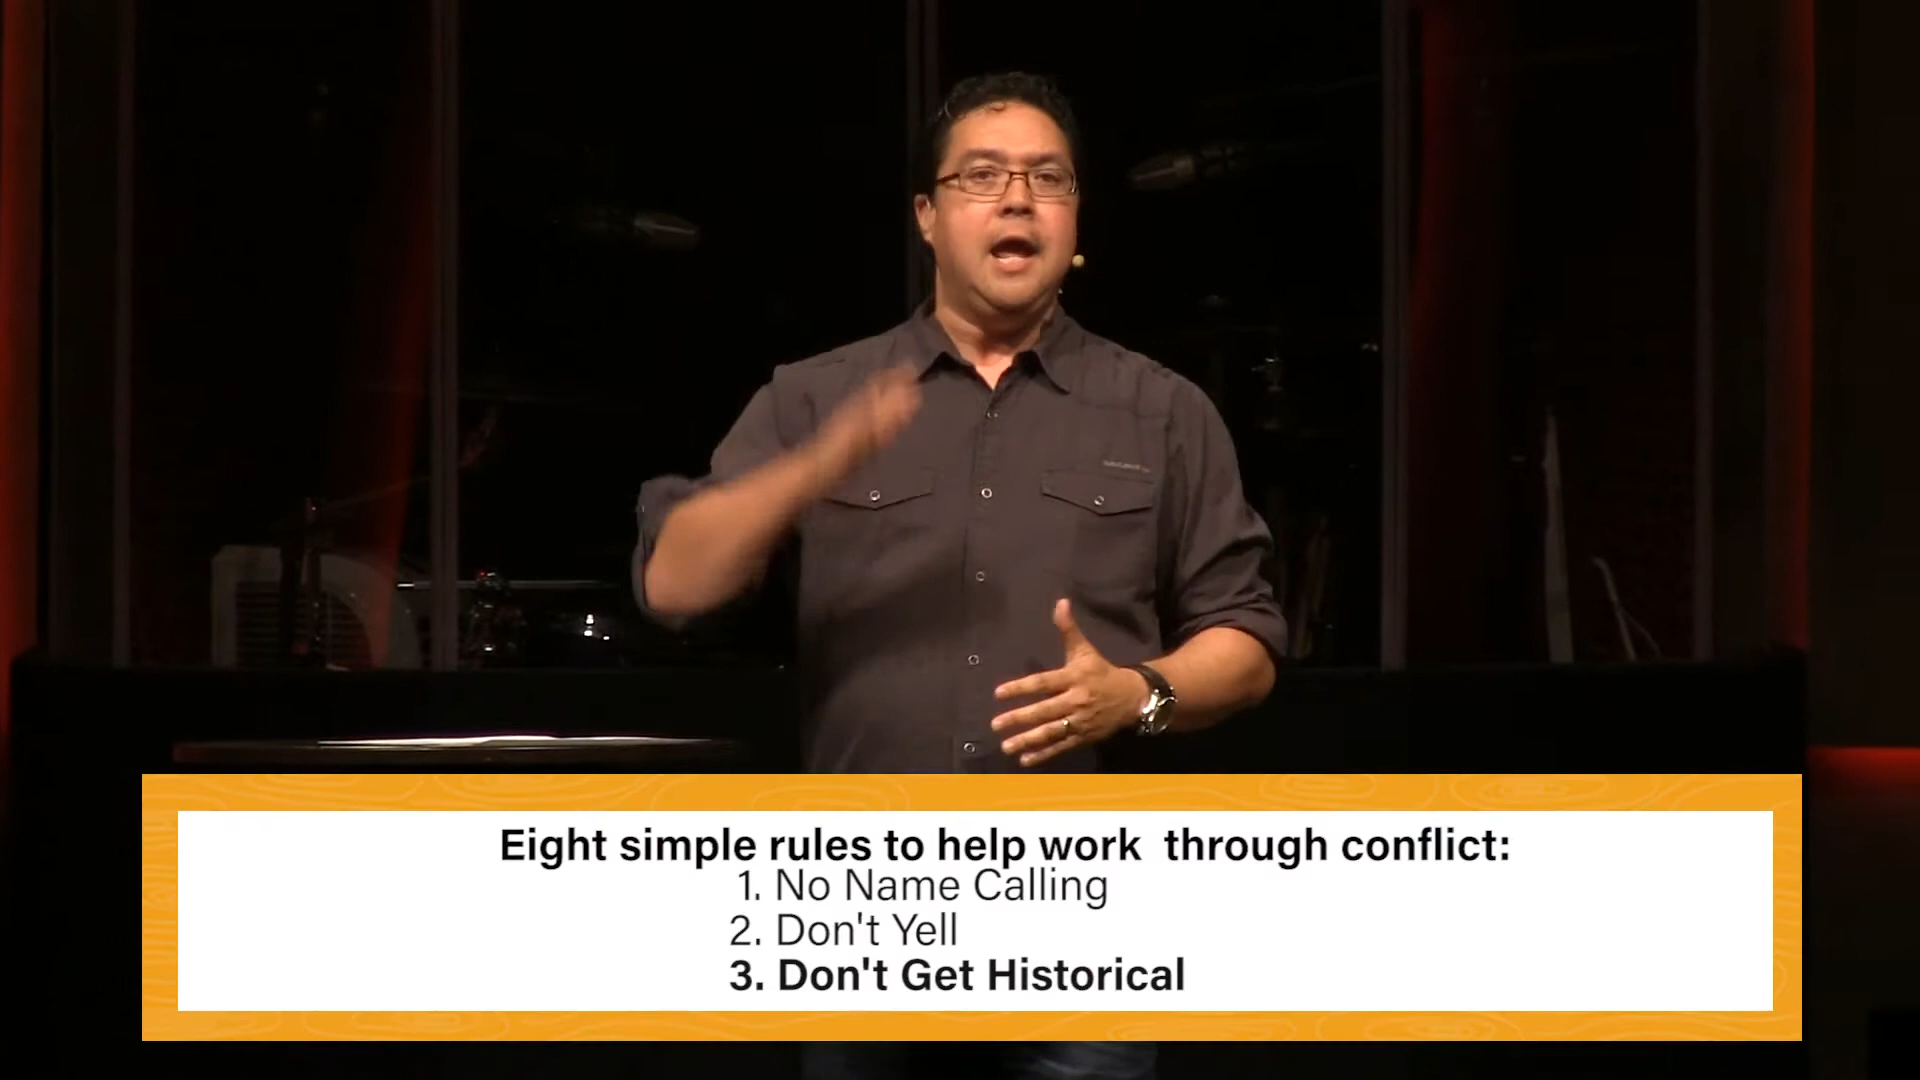 Eight simple rules to help work  through conflict:
1. No Name Calling
2. Don't Yell
3. Don't Get Historical